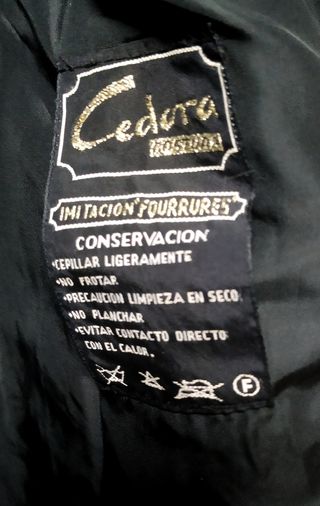 Cedora
IMITACION "FOURRURES"
CONSERVACION
·CEPILLAR LIGERAMENTE
·NO FROTAR
·PRECAUCION LIMPIEZA EN SECO
·NO PLANCHAR
·EVITAR CONTACTO DIRECTO
CON EL CALOR.
F